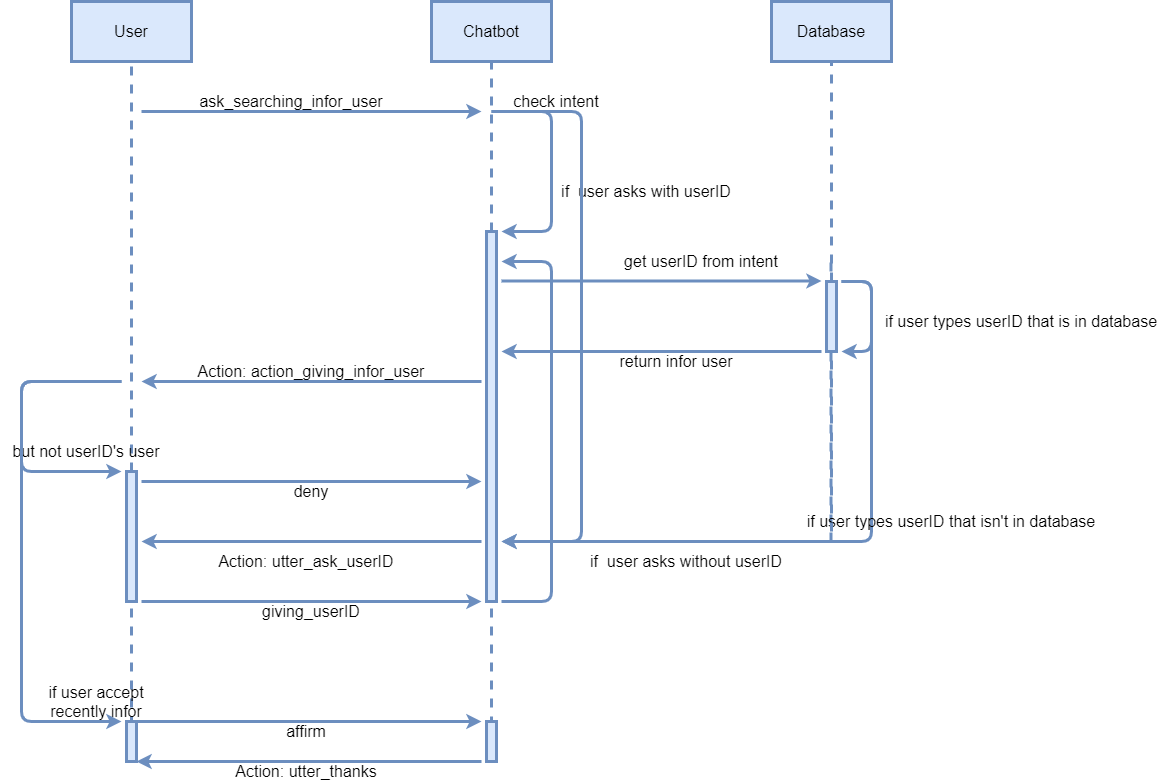 User
Chatbot
Database
ask_searching_infor_user
check intent
if  user asks with userID
get userID from intent
if user types userID that is in database
return infor user
Action: action_giving_infor_user
but not userID's user
deny
if user types userID that isn't in database
Action: utter_ask_userID
if  user asks without userID
giving_userID
if user accept
recently infor
affirm
Action: utter_thanks